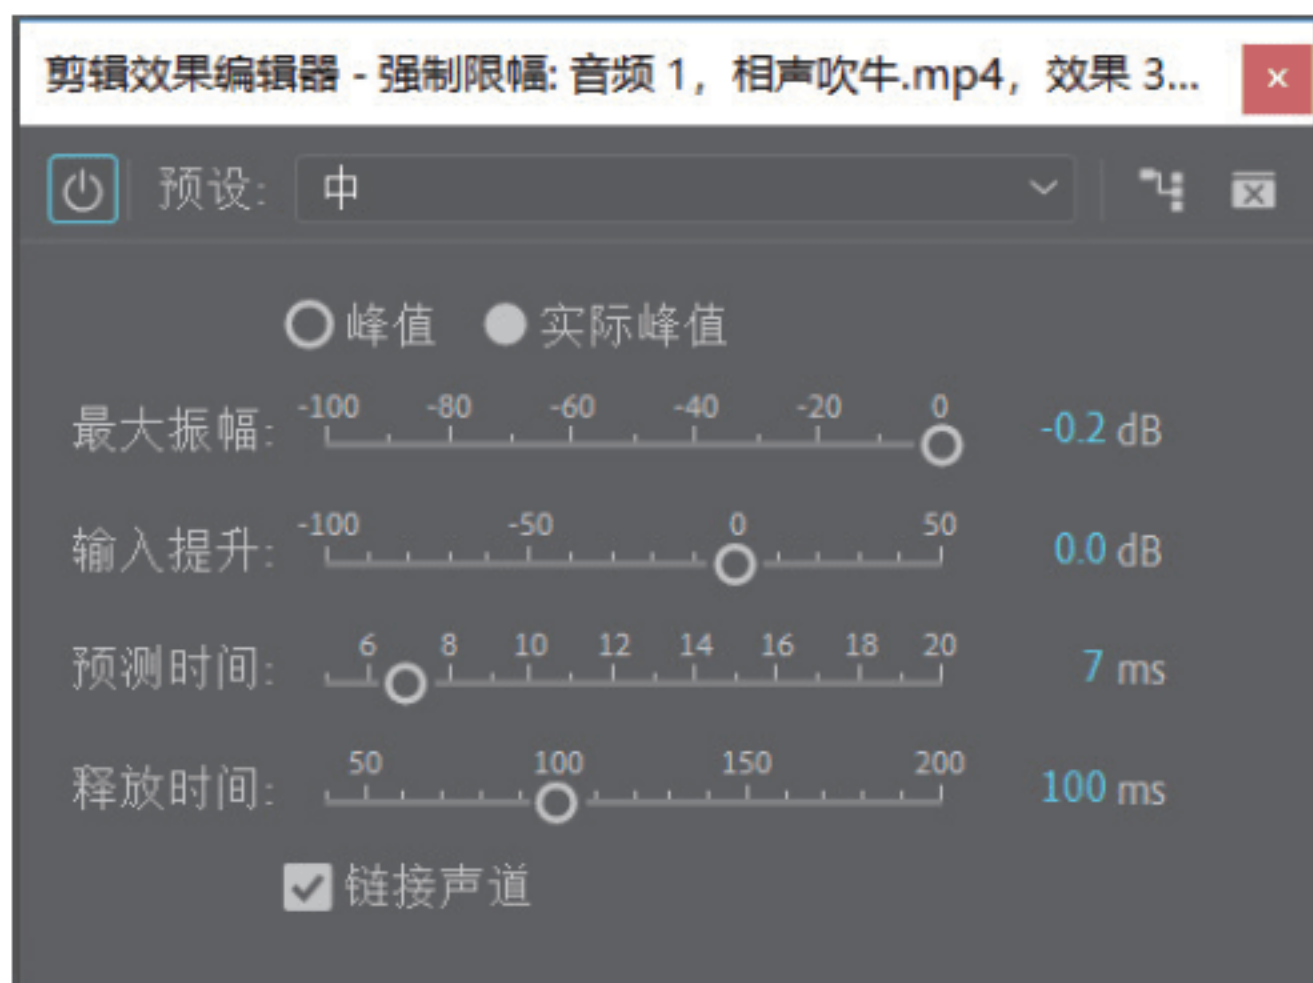 剪辑效果编辑器 - 强制限幅: 音频 1，相声吹牛.mp4，效果 3...
预设: 中
峰值 实际峰值
-100 -80 -60 -40 -20 0
最大振幅: -0.2 dB
-100 -50 0 50
输入提升: 0.0 dB
6 8 10 12 14 16 18 20
预测时间: 7 ms
50 100 150 200
释放时间: 100 ms
链接声道